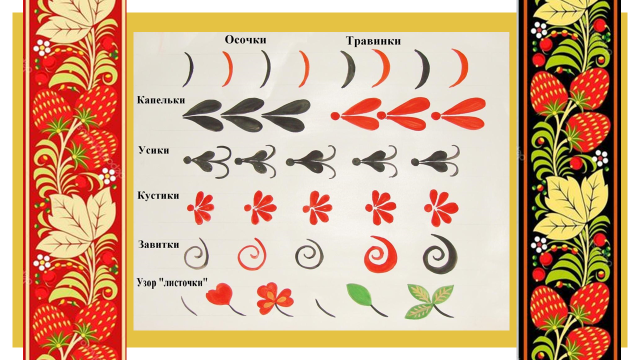 Осочки
Травинки
Капельки
Усики
Кустики
Завитки
Узор "листочки"